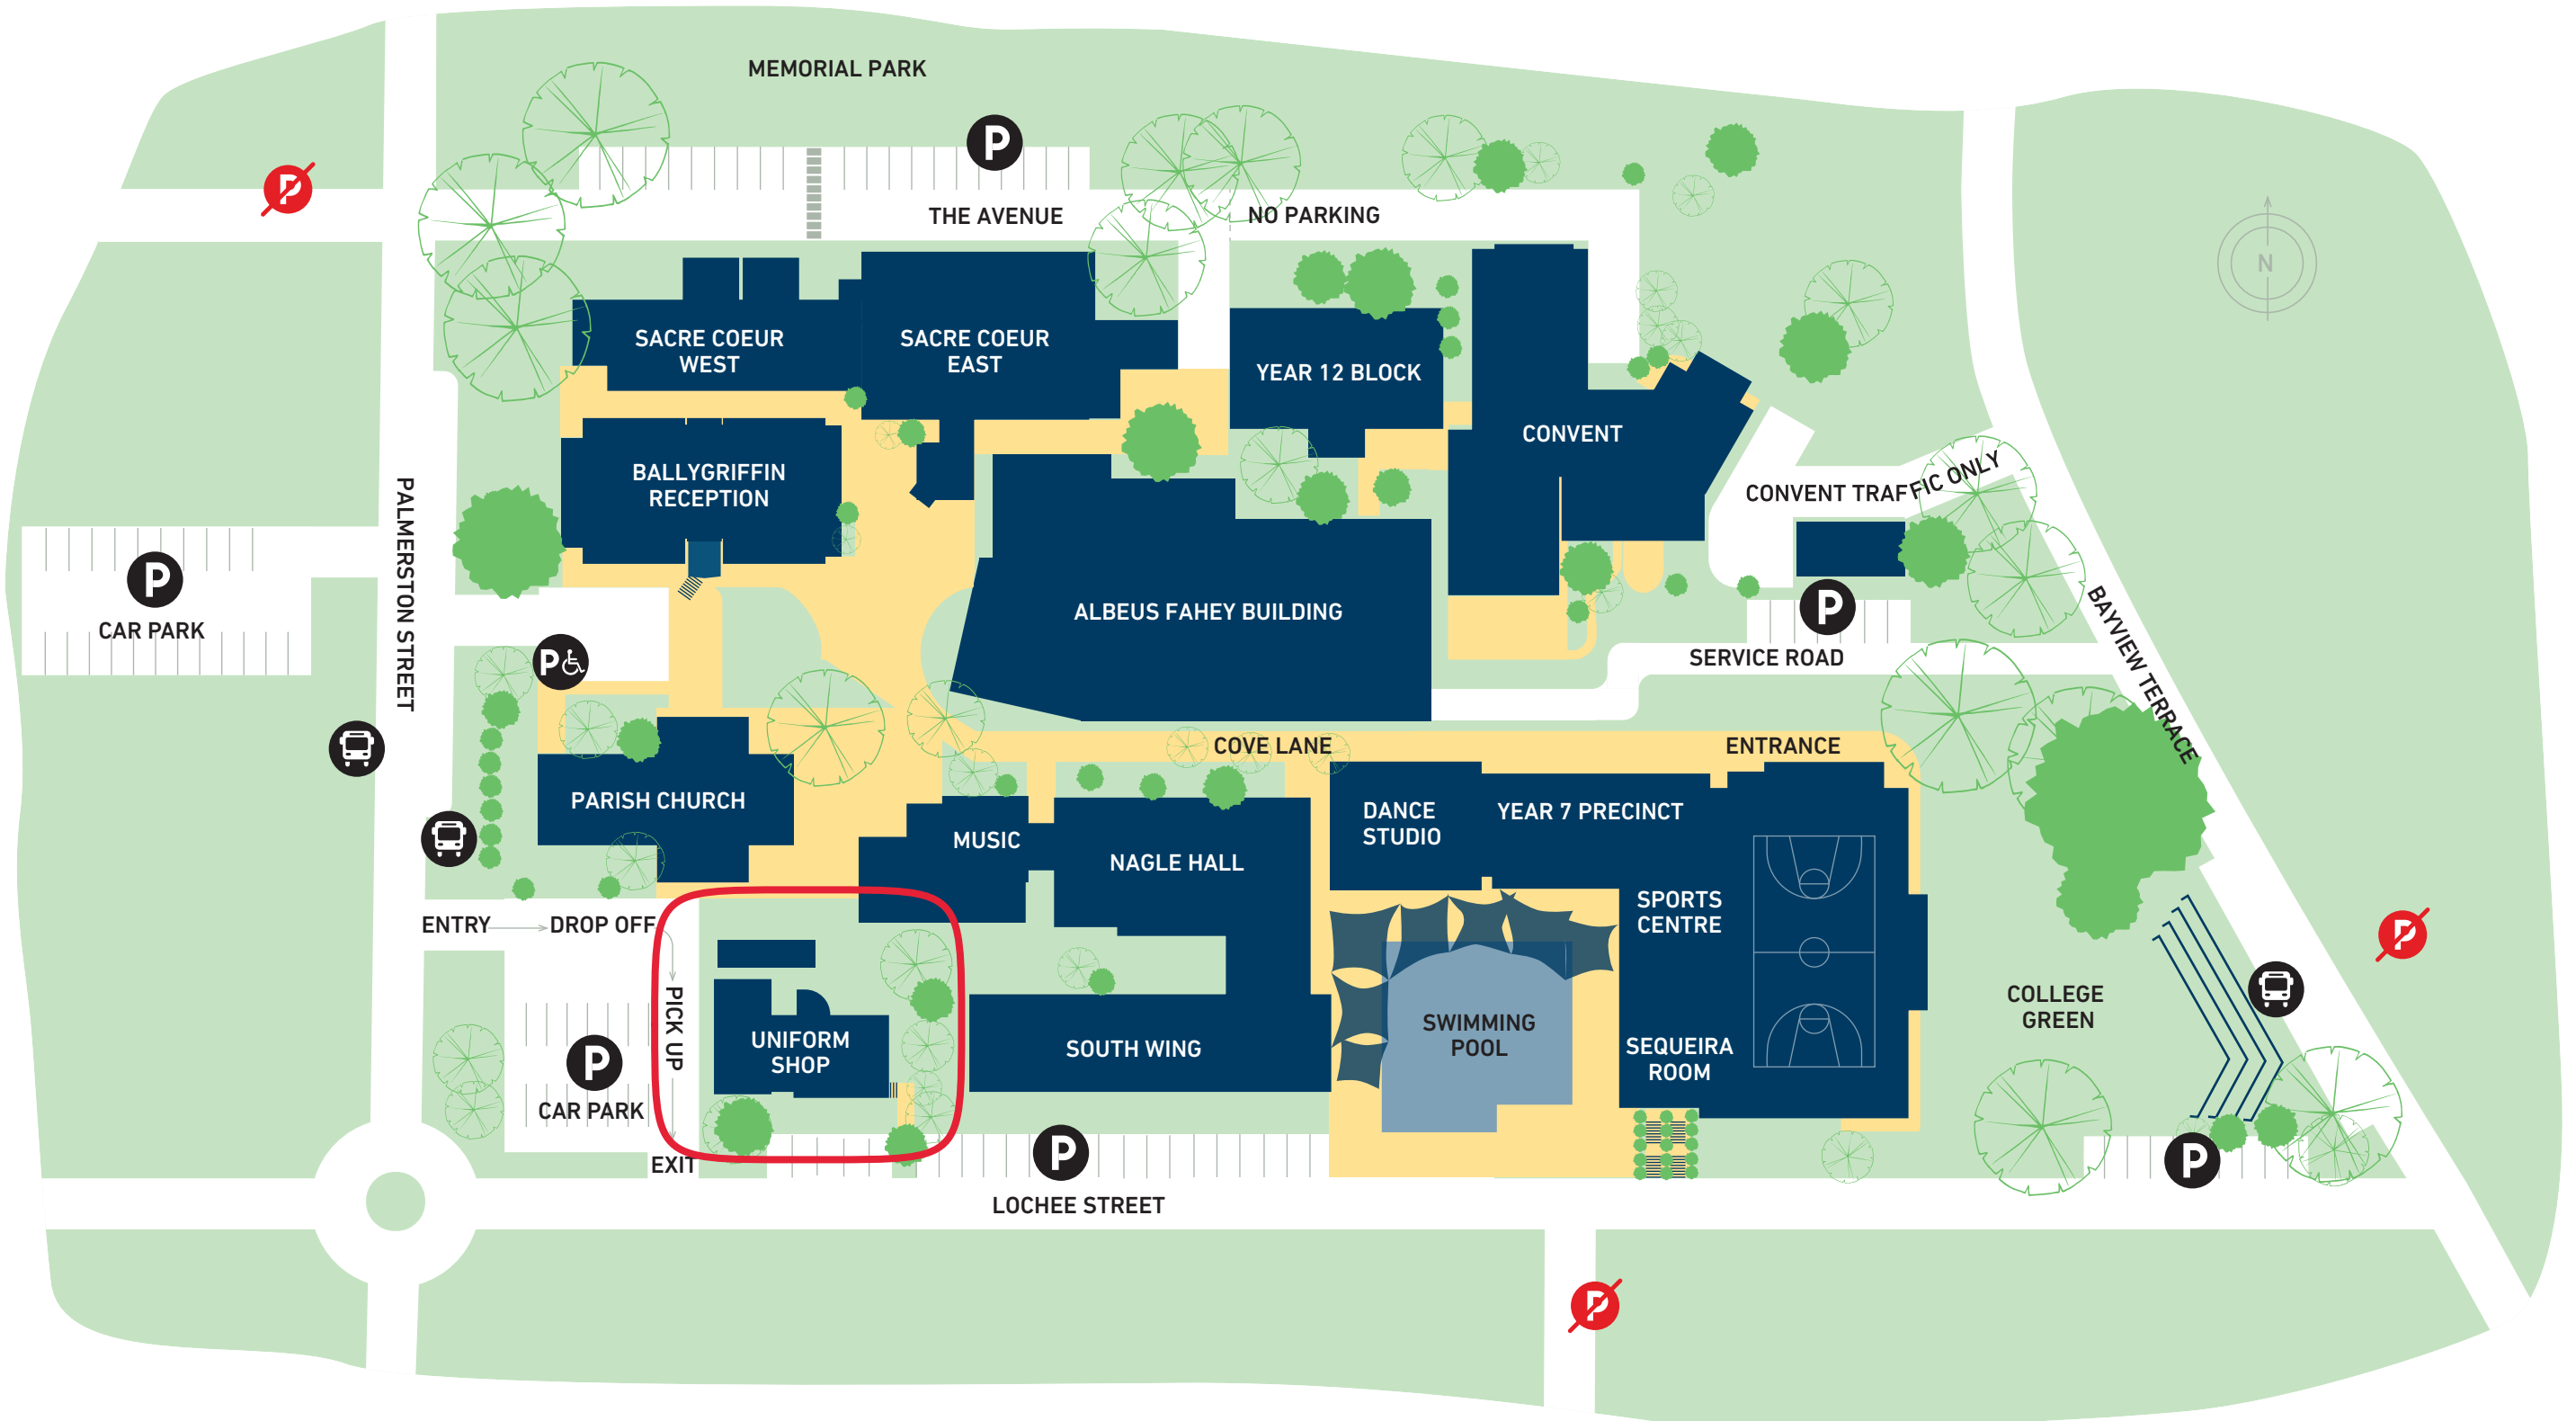 MEMORIAL PARK
P
P
THE AVENUE
NO PARKING
N
SACRE COEUR
WEST
SACRE COEUR
EAST
YEAR 12 BLOCK
CONVENT
BALLYGRIFFIN
RECEPTION
CONVENT TRAFFIC ONLY
PALMERSTON STREET
P
CAR PARK
ALBEUS FAHEY BUILDING
P
SERVICE ROAD
BAYVIEW TERRACE
P
COVE LANE
ENTRANCE
PARISH CHURCH
MUSIC
NAGLE HALL
DANCE
STUDIO
YEAR 7 PRECINCT
SPORTS
CENTRE
ENTRY
DROP OFF
P
PICK UP
UNIFORM
SHOP
SOUTH WING
SWIMMING
POOL
SEQUEIRA
ROOM
COLLEGE
GREEN
P
CAR PARK
EXIT
P
P
LOCHEE STREET
P